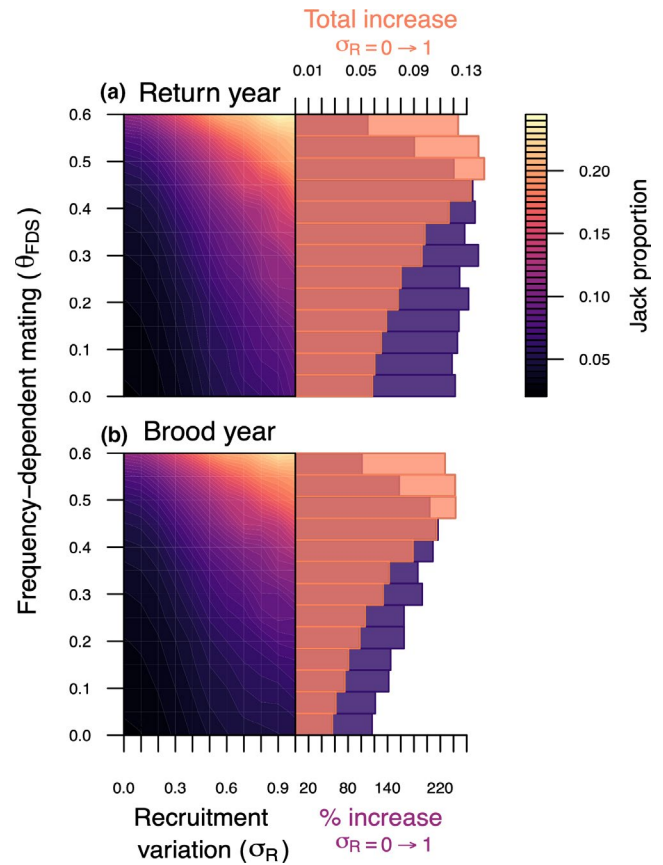 Total increase
σR = 0 → 1
0.01 0.05 0.09 0.13
(a) Return year
0.6
0.5
0.4
0.3
0.2
0.1
0.0
0.20
0.15
0.10
0.05
Jack proportion
Frequency−dependent mating (θFDS)
(b) Brood year
0.6
0.5
0.4
0.3
0.2
0.1
0.0
0.0 0.3 0.6 0.9 20 80 140 220
Recruitment
variation (σR)
% increase
σR = 0 → 1